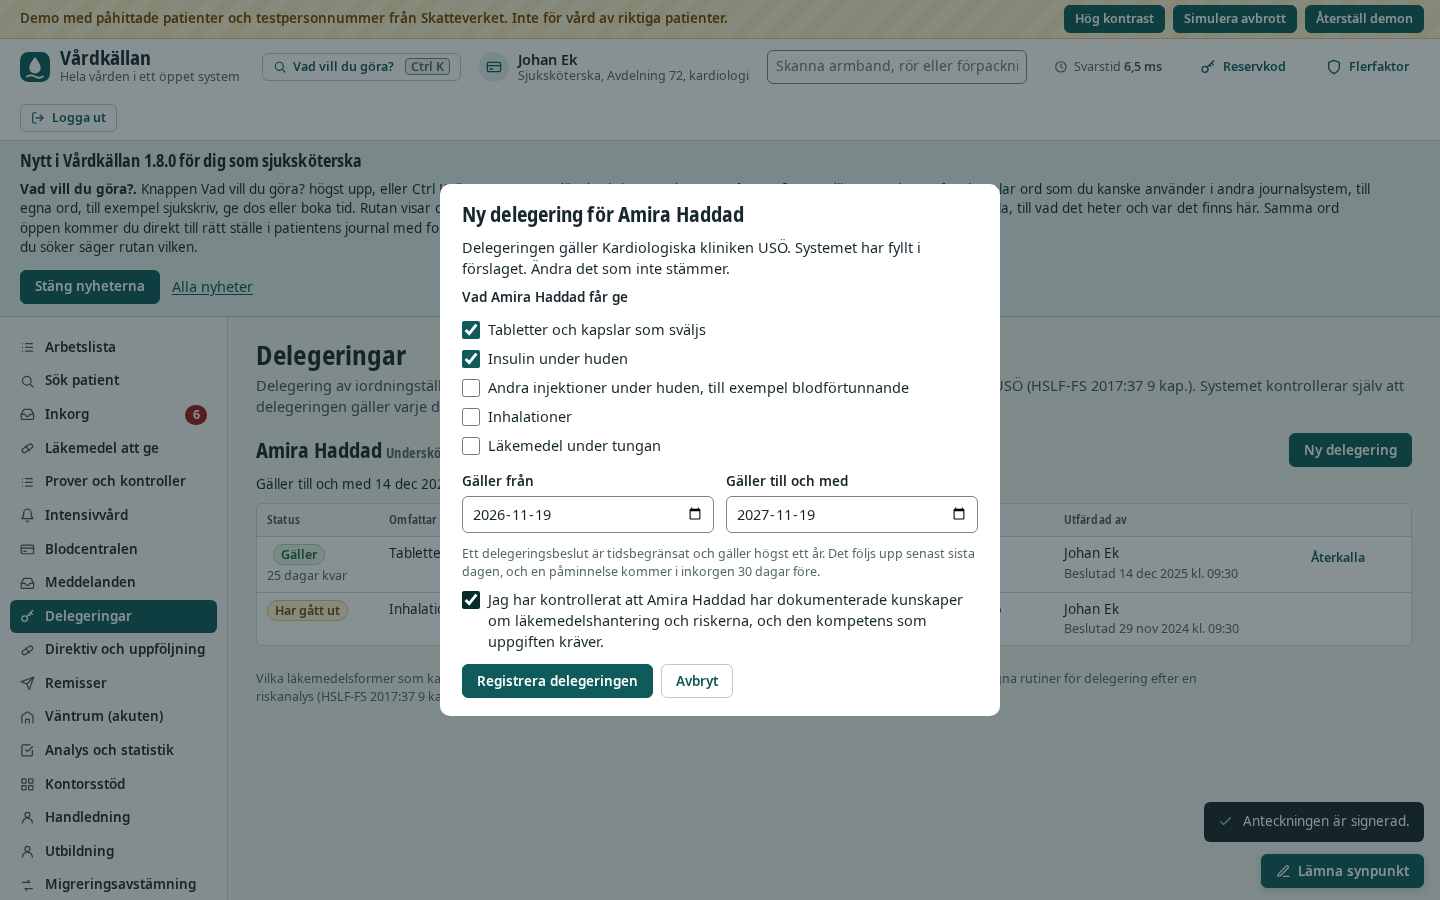 Demo med påhittade patienter och testpersonnummer från Skatteverket. Inte för vård av riktiga patienter.
Hög kontrast
Simulera avbrott
Återställ demon
Vårdkällan
Hela vården i ett öppet system
Vad vill du göra? Ctrl K
Johan Ek
Sjuksköterska, Avdelning 72, kardiologi
Skanna armband, rör eller förpackni
Svarstid 6,5 ms
Reservkod
Flerfaktor
Logga ut
Nytt i Vårdkällan 1.8.0 för dig som sjuksköterska
Vad vill du göra?. Knappen Vad vill du göra? högst upp, eller Ctrl
lar ord som du kanske använder i andra journalsystem, till
egna ord, till exempel sjukskriv, ge dos eller boka tid. Rutan visar
, till vad det heter och var det finns här. Samma ord
öppen kommer du direkt till rätt ställe i patientens journal med
du söker säger rutan vilken.
Stäng nyheterna
Alla nyheter
Arbetslista
Sök patient
Inkorg 6
Läkemedel att ge
Prover och kontroller
Intensivvård
Blodcentralen
Meddelanden
Delegeringar
Direktiv och uppföljning
Remisser
Väntrum (akuten)
Analys och statistik
Kontorsstöd
Handledning
Utbildning
Migreringsavstämning
Delegeringar
Delegering av
USÖ (HSLF-FS 2017:37 9 kap.). Systemet kontrollerar själv att
delegeringen gäller varje
Amira Haddad
Ny delegering
Gäller till och med 14 dec
Status
Omfattar
Utfärdad av
Gäller
25 dagar kvar
Johan Ek
Beslutad 14 dec 2025 kl. 09:30
Återkalla
Har gått ut
Johan Ek
Beslutad 29 nov 2024 kl. 09:30
Vilka läkemedelsformer som
rutiner för delegering efter en
riskanalys (HSLF-FS 2017:37 9
Ny delegering för Amira Haddad
Delegeringen gäller Kardiologiska kliniken USÖ. Systemet har fyllt i
förslaget. Ändra det som inte stämmer.
Vad Amira Haddad får ge
Tabletter och kapslar som sväljs
Insulin under huden
Andra injektioner under huden, till exempel blodförtunnande
Inhalationer
Läkemedel under tungan
Gäller från
Gäller till och med
2026-11-19
2027-11-19
Ett delegeringsbeslut är tidsbegränsat och gäller högst ett år. Det följs upp senast sista
dagen, och en påminnelse kommer i inkorgen 30 dagar före.
Jag har kontrollerat att Amira Haddad har dokumenterade kunskaper
om läkemedelshantering och riskerna, och den kompetens som
uppgiften kräver.
Registrera delegeringen
Avbryt
Anteckningen är signerad.
Lämna synpunkt